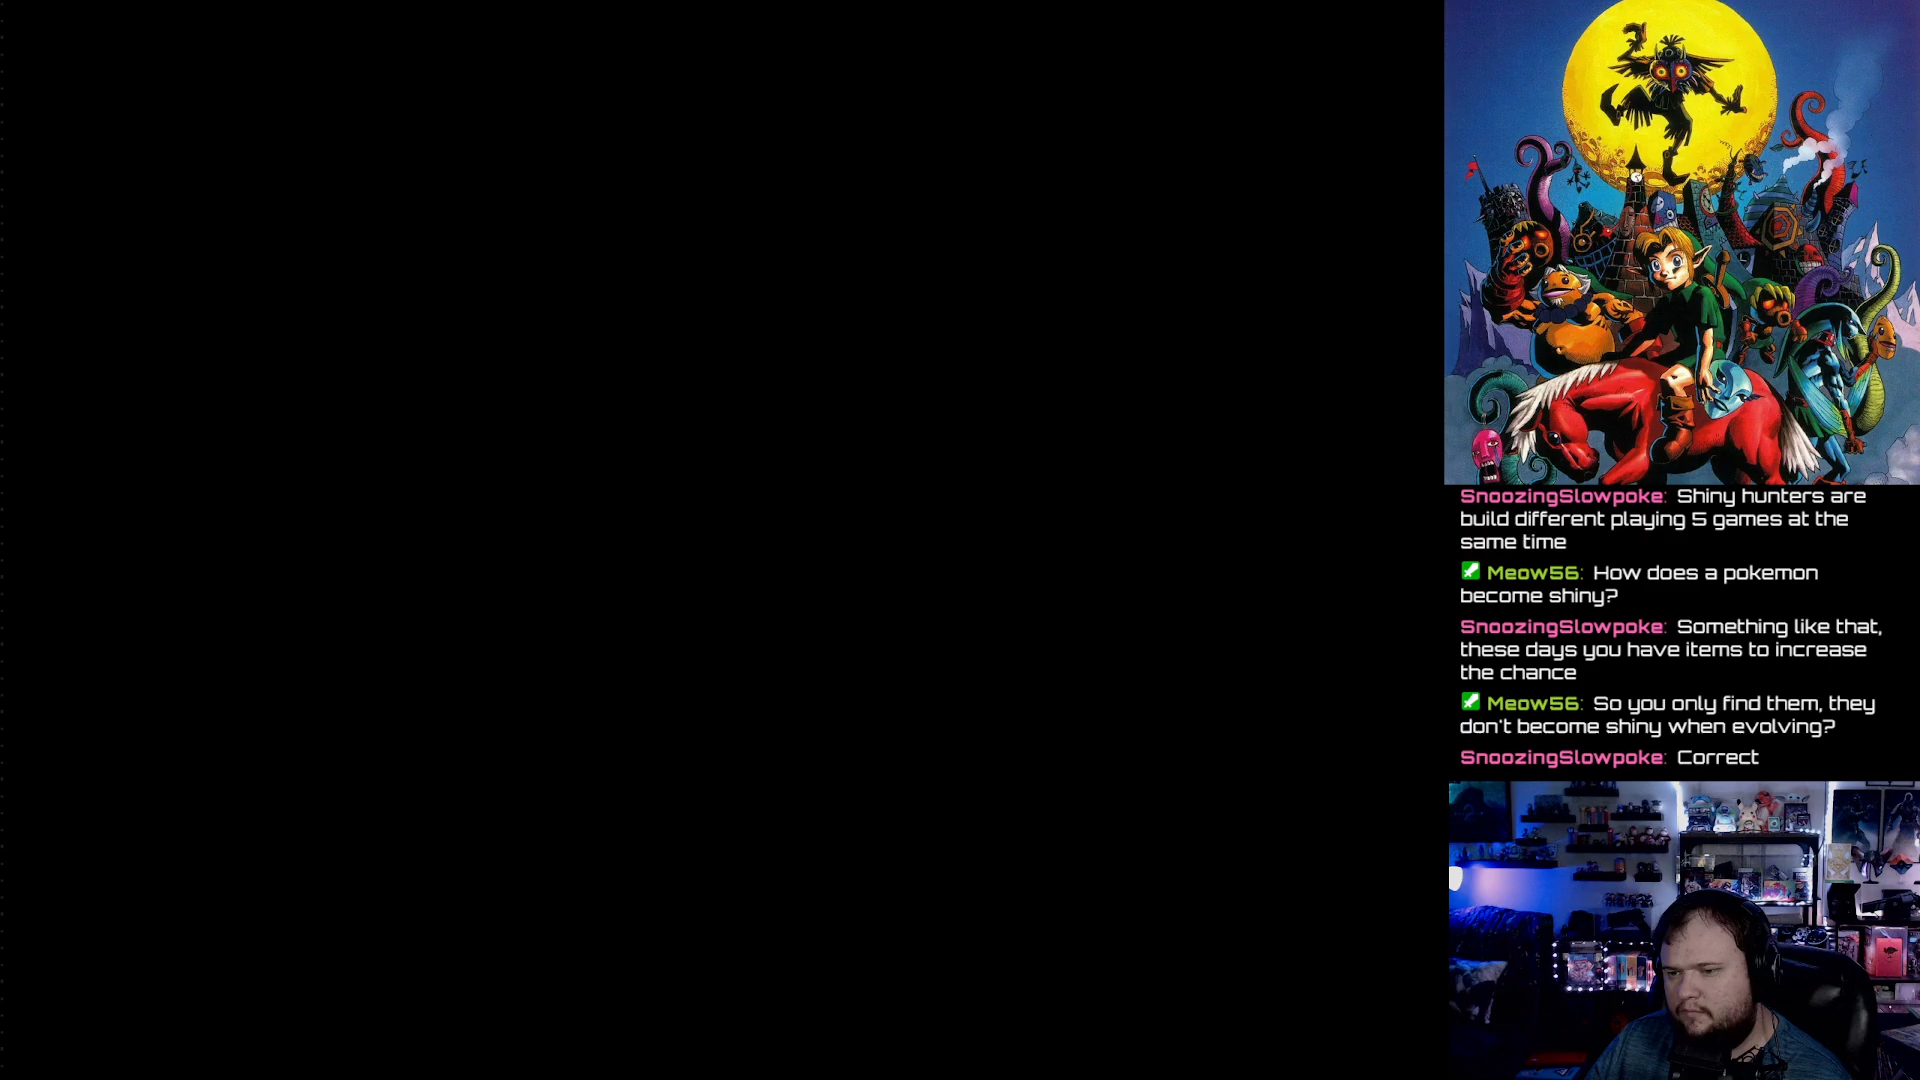 SnoozingSlowpoke: Shiny hunters are
build different playing 5 games at the
same time
Meow56: How does a pokemon
become shiny?
SnoozingSlowpoke: Something like that,
these days you have items to increase
the chance
Meow56: So you only find them, they
don't become shiny when evolving?
SnoozingSlowpoke: Correct